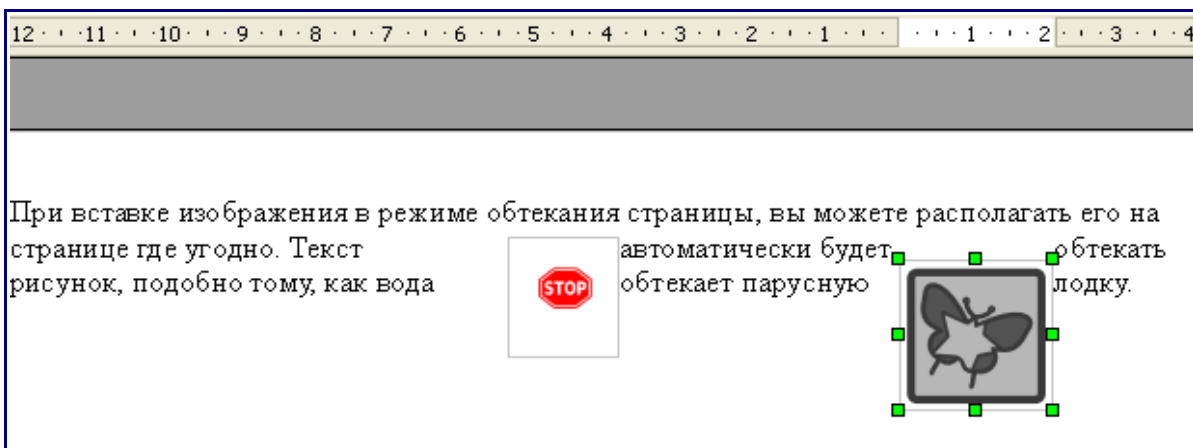 12 11 10 9 8 7 6 5 4 3 2 1 1 2 3 4
При вставке изображения в режиме обтекания страницы, вы можете располагать его на
странице где угодно. Текст автоматически будет обтекать
рисунок, подобно тому, как вода STOP обтекает парусную лодку.